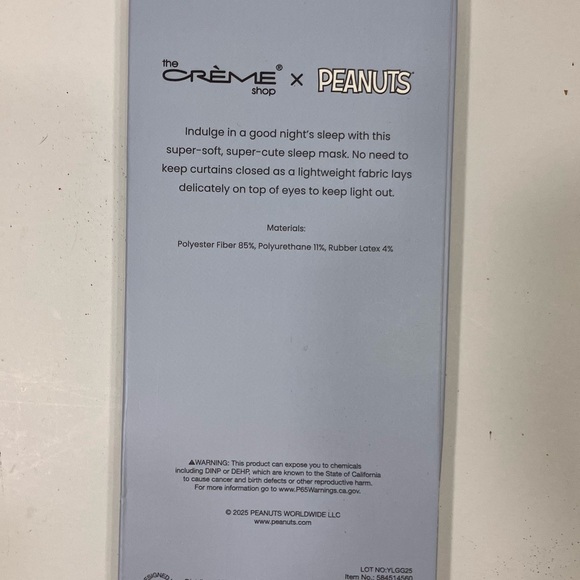 the
CRÈME®
shop
x PEANUTS
Indulge in a good night's sleep with this
super-soft, super-cute sleep mask. No need to
keep curtains closed as a lightweight fabric lays
delicately on top of eyes to keep light out.
Materials:
Polyester Fiber 85%, Polyurethane 11%, Rubber Latex 4%
⚠WARNING: This product can expose you to chemicals
including DINP or DEHP, which are known to the State of California
to cause cancer and birth defects or other reproductive harm.
For more information go to www.P65Warnings.ca.gov.
© 2025 PEANUTS WORLDWIDE LLC
www.peanuts.com
LOT NO:YLGG25
Item No.: 584514560